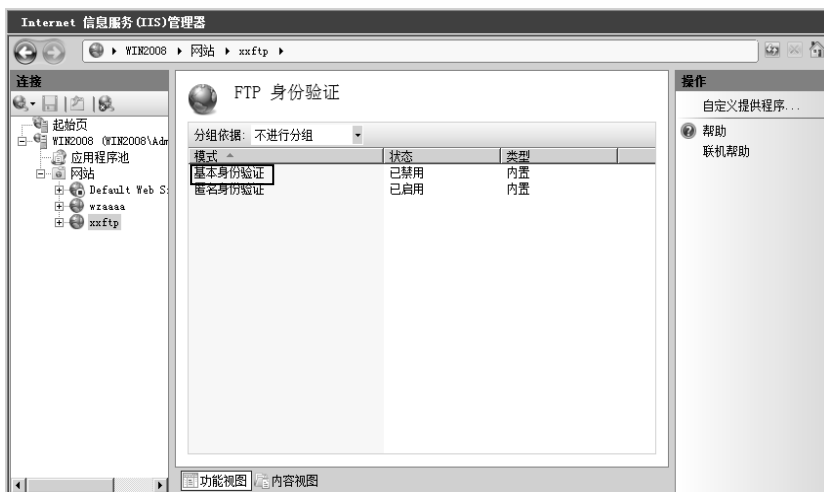 Internet 信息服务(IIS)管理器
WIN2008 网站 xxftp
连接
起始页
WIN2008 (WIN2008\Adm
应用程序池
网站
Default Web S
wzaaaa
xxftp
FTP 身份验证
分组依据: 不进行分组
模式 状态 类型
基本身份验证 已禁用 内置
匿名身份验证 已启用 内置
功能视图 内容视图
操作
自定义提供程序...
帮助
联机帮助